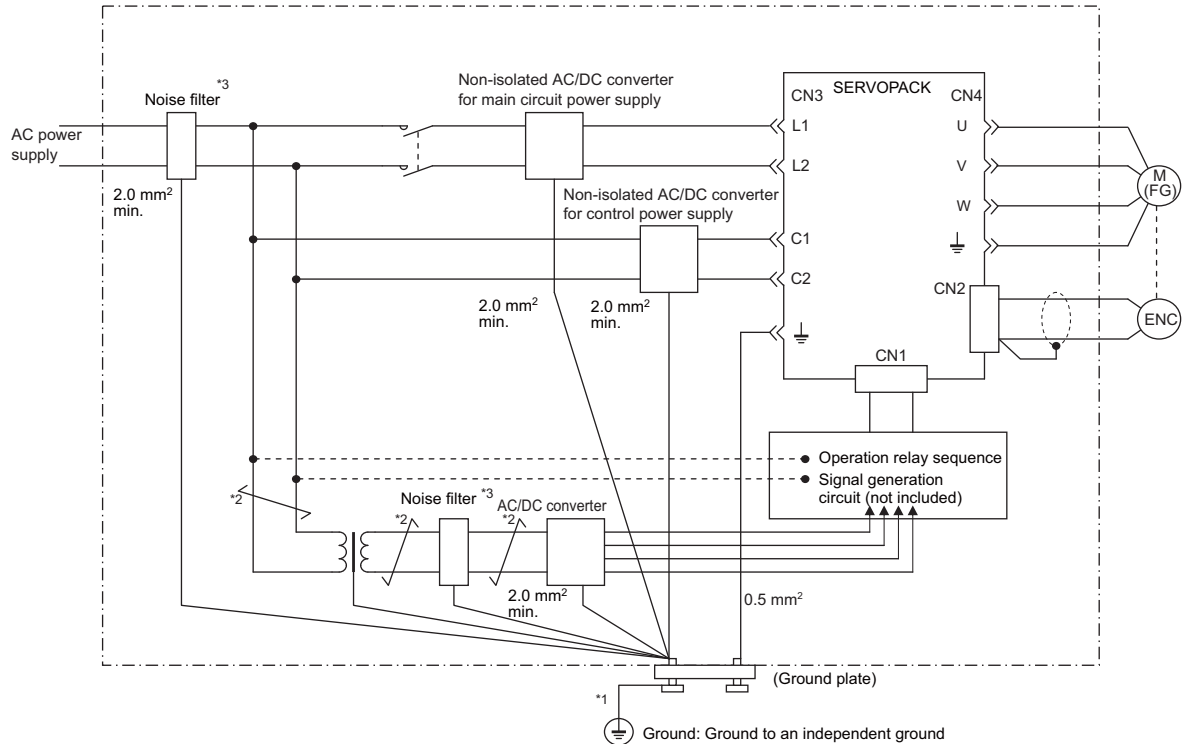 Noise filter *3
AC power
supply
2.0 mm²
min.
Non-isolated AC/DC converter
for main circuit power supply
Non-isolated AC/DC converter
for control power supply
2.0 mm²
min.
2.0 mm²
min.
CN3
SERVOPACK
CN4
L1
L2
C1
C2
U
V
W
CN2
CN1
M
(FG)
ENC
Operation relay sequence
Signal generation
circuit (not included)
*2
Noise filter *3
*2
AC/DC converter
*2
2.0 mm²
min.
0.5 mm²
(Ground plate)
*1
Ground: Ground to an independent ground